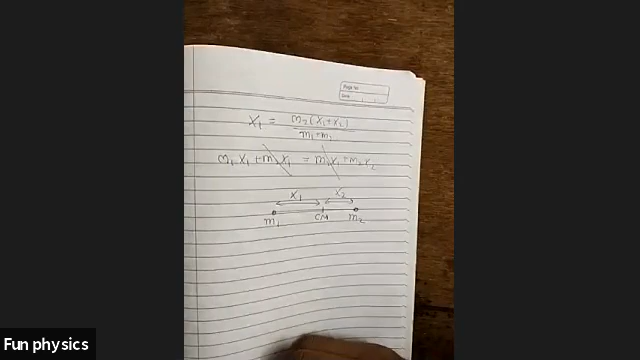 Page No
Date
x₁ = m₂(x₁+x₂)/m₁+m₂
m₁x₁+m₂x₁ = m₂x₁+m₂x₂
x₁ x₂
m₁ CM m₂
Fun physics